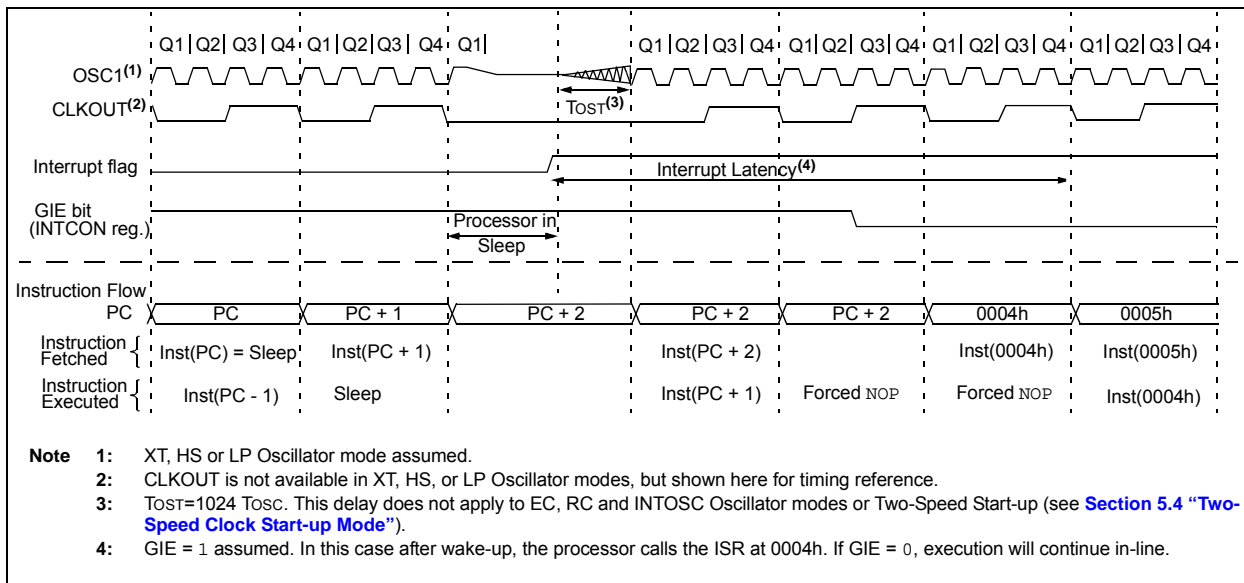 Q1 Q2 Q3 Q4 Q1 Q2 Q3 Q4 Q1 Q1 Q2 Q3 Q4 Q1 Q2 Q3 Q4 Q1 Q2 Q3 Q4 Q1 Q2 Q3 Q4
OSC1(1)
TOST(3)
CLKOUT(2)
Interrupt flag
Interrupt Latency(4)
GIE bit
(INTCON reg.)
Processor in
Sleep
Instruction Flow
PC PC PC + 1 PC + 2 PC + 2 PC + 2 0004h 0005h
Instruction
Fetched { Inst(PC) = Sleep Inst(PC + 1) Inst(PC + 2) Inst(0004h) Inst(0005h)
Instruction
Executed { Inst(PC - 1) Sleep Inst(PC + 1) Forced NOP Forced NOP Inst(0004h)
Note 1: XT, HS or LP Oscillator mode assumed.
2: CLKOUT is not available in XT, HS, or LP Oscillator modes, but shown here for timing reference.
3: TOST=1024 TOSC. This delay does not apply to EC, RC and INTOSC Oscillator modes or Two-Speed Start-up (see Section 5.4 “Two-
Speed Clock Start-up Mode”).
4: GIE = 1 assumed. In this case after wake-up, the processor calls the ISR at 0004h. If GIE = 0, execution will continue in-line.